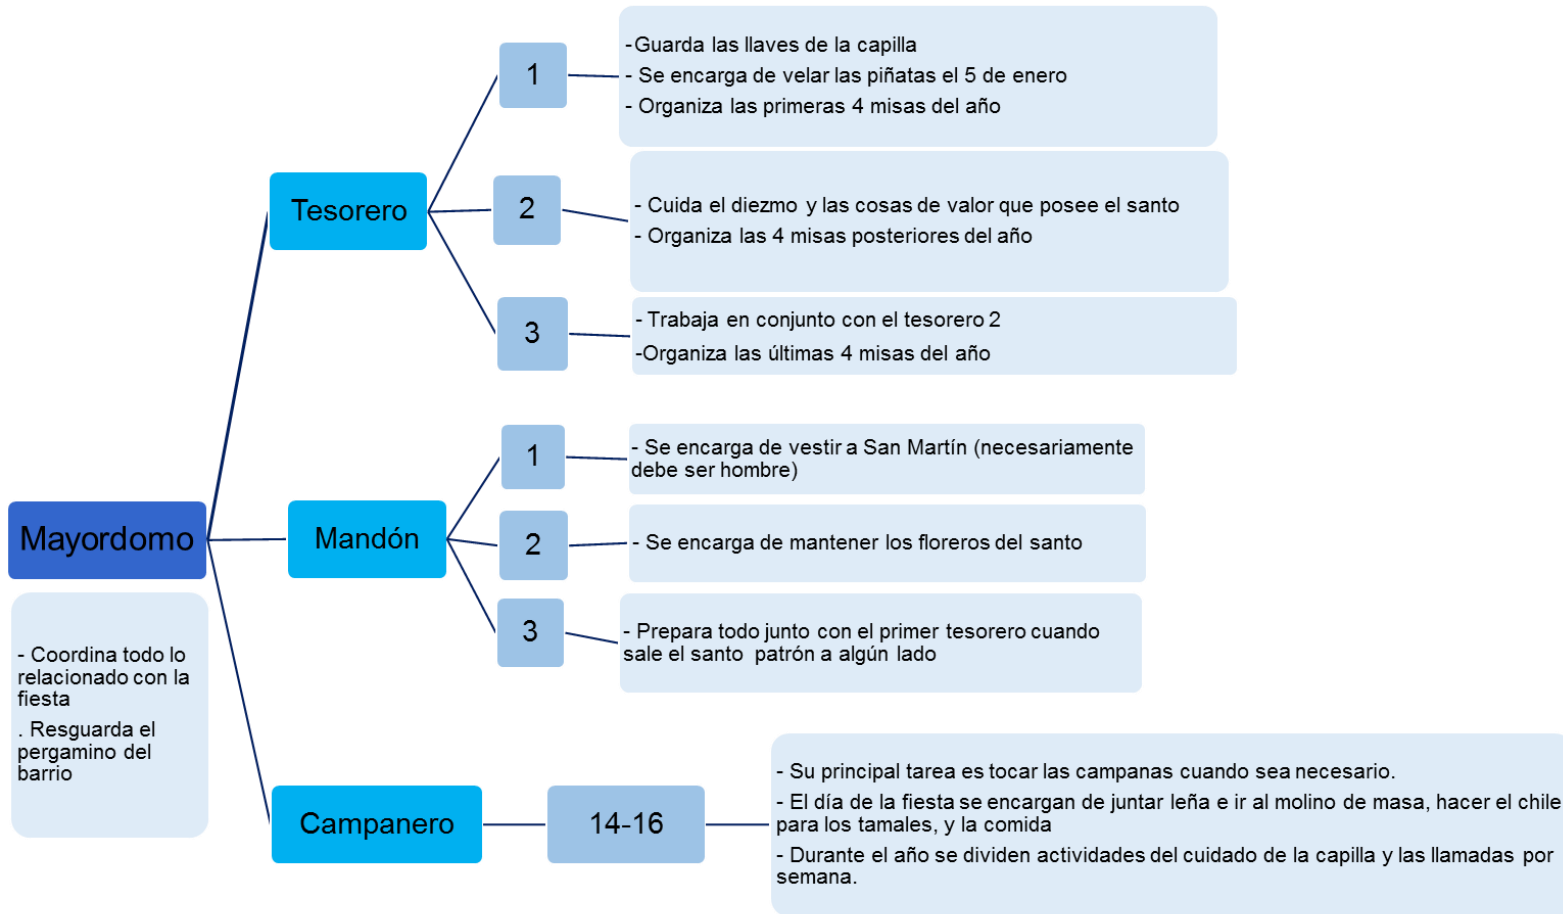 Mayordomo
- Coordina todo lo
relacionado con la
fiesta
. Resguarda el
pergamino del
barrio
Tesorero
1
-Guarda las llaves de la capilla
- Se encarga de velar las piñatas el 5 de enero
- Organiza las primeras 4 misas del año
2
- Cuida el diezmo y las cosas de valor que posee el santo
- Organiza las 4 misas posteriores del año
3
- Trabaja en conjunto con el tesorero 2
-Organiza las últimas 4 misas del año
Mandón
1
- Se encarga de vestir a San Martín (necesariamente
debe ser hombre)
2
- Se encarga de mantener los floreros del santo
3
- Prepara todo junto con el primer tesorero cuando
sale el santo patrón a algún lado
Campanero
14-16
- Su principal tarea es tocar las campanas cuando sea necesario.
- El día de la fiesta se encargan de juntar leña e ir al molino de masa, hacer el chile
para los tamales, y la comida
- Durante el año se dividen actividades del cuidado de la capilla y las llamadas por
semana.